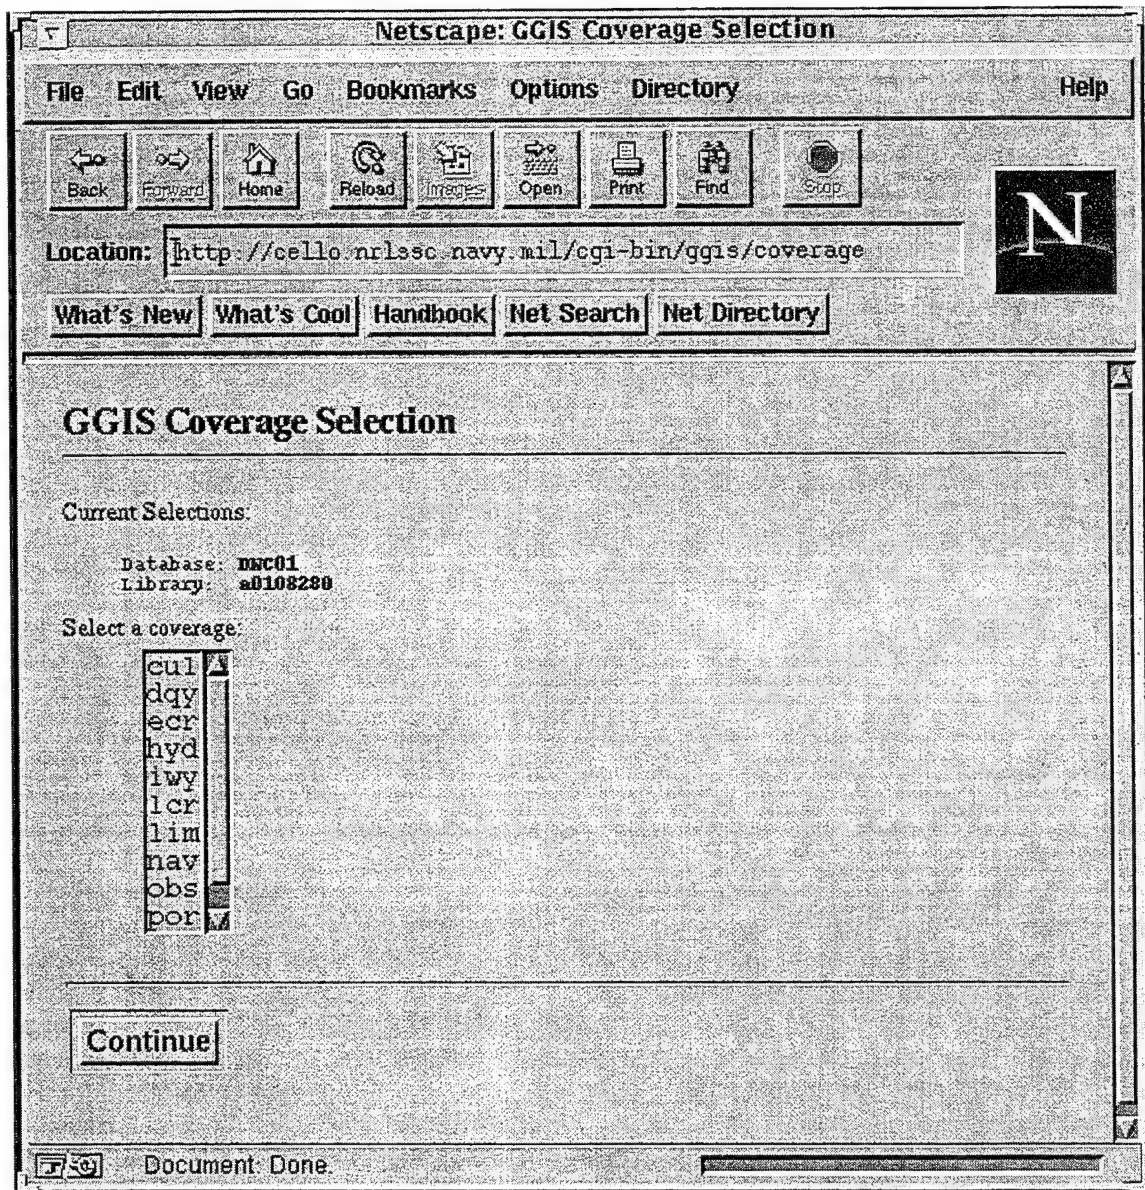 Netscape: GGIS Coverage Selection
File Edit View Go Bookmarks Options Directory Help
Back Forward Home Reload Images Open Print Find Stop
N
Location: http://cello.nrlssc.navy.mil/cgi-bin/ggis/coverage
What's New What's Cool Handbook Net Search Net Directory
GGIS Coverage Selection
Current Selections:
Database: DNC01
Library: a0108280
Select a coverage:
cul
dqy
ecr
hyd
iwy
lcr
lim
nav
obs
por
Continue
Document: Done.